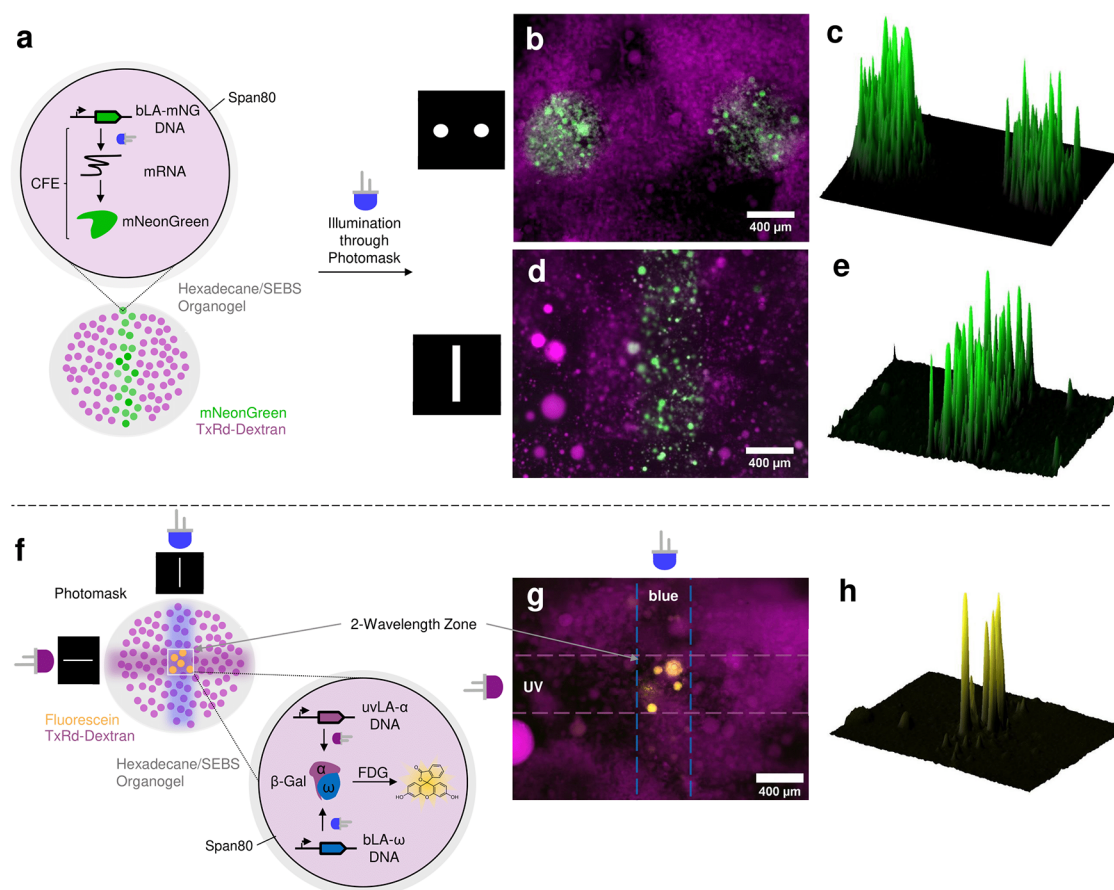 a
Span80
bLA-mNG
DNA
CFE
mRNA
mNeonGreen
Hexadecane/SEBS
Organogel
mNeonGreen
TxRd-Dextran
Illumination
through
Photomask
b
400 µm
c
d
400 µm
e
f
Photomask
2-Wavelength Zone
Fluorescein
TxRd-Dextran
Hexadecane/SEBS
Organogel
uvLA-α
DNA
β-Gal
α
ω
FDG
O
O
HO
O
OH
bLA-ω
DNA
Span80
g
blue
UV
400 µm
h